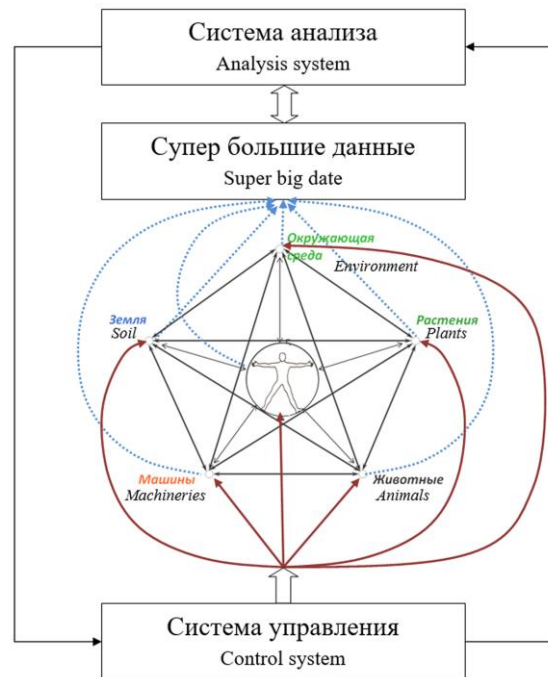 Система анализа
Analysis system
Супер большие данные
Super big date
Окружающая
среда
Environment
Земля
Soil
Растения
Plants
Машины
Machineries
Животные
Animals
Система управления
Control system